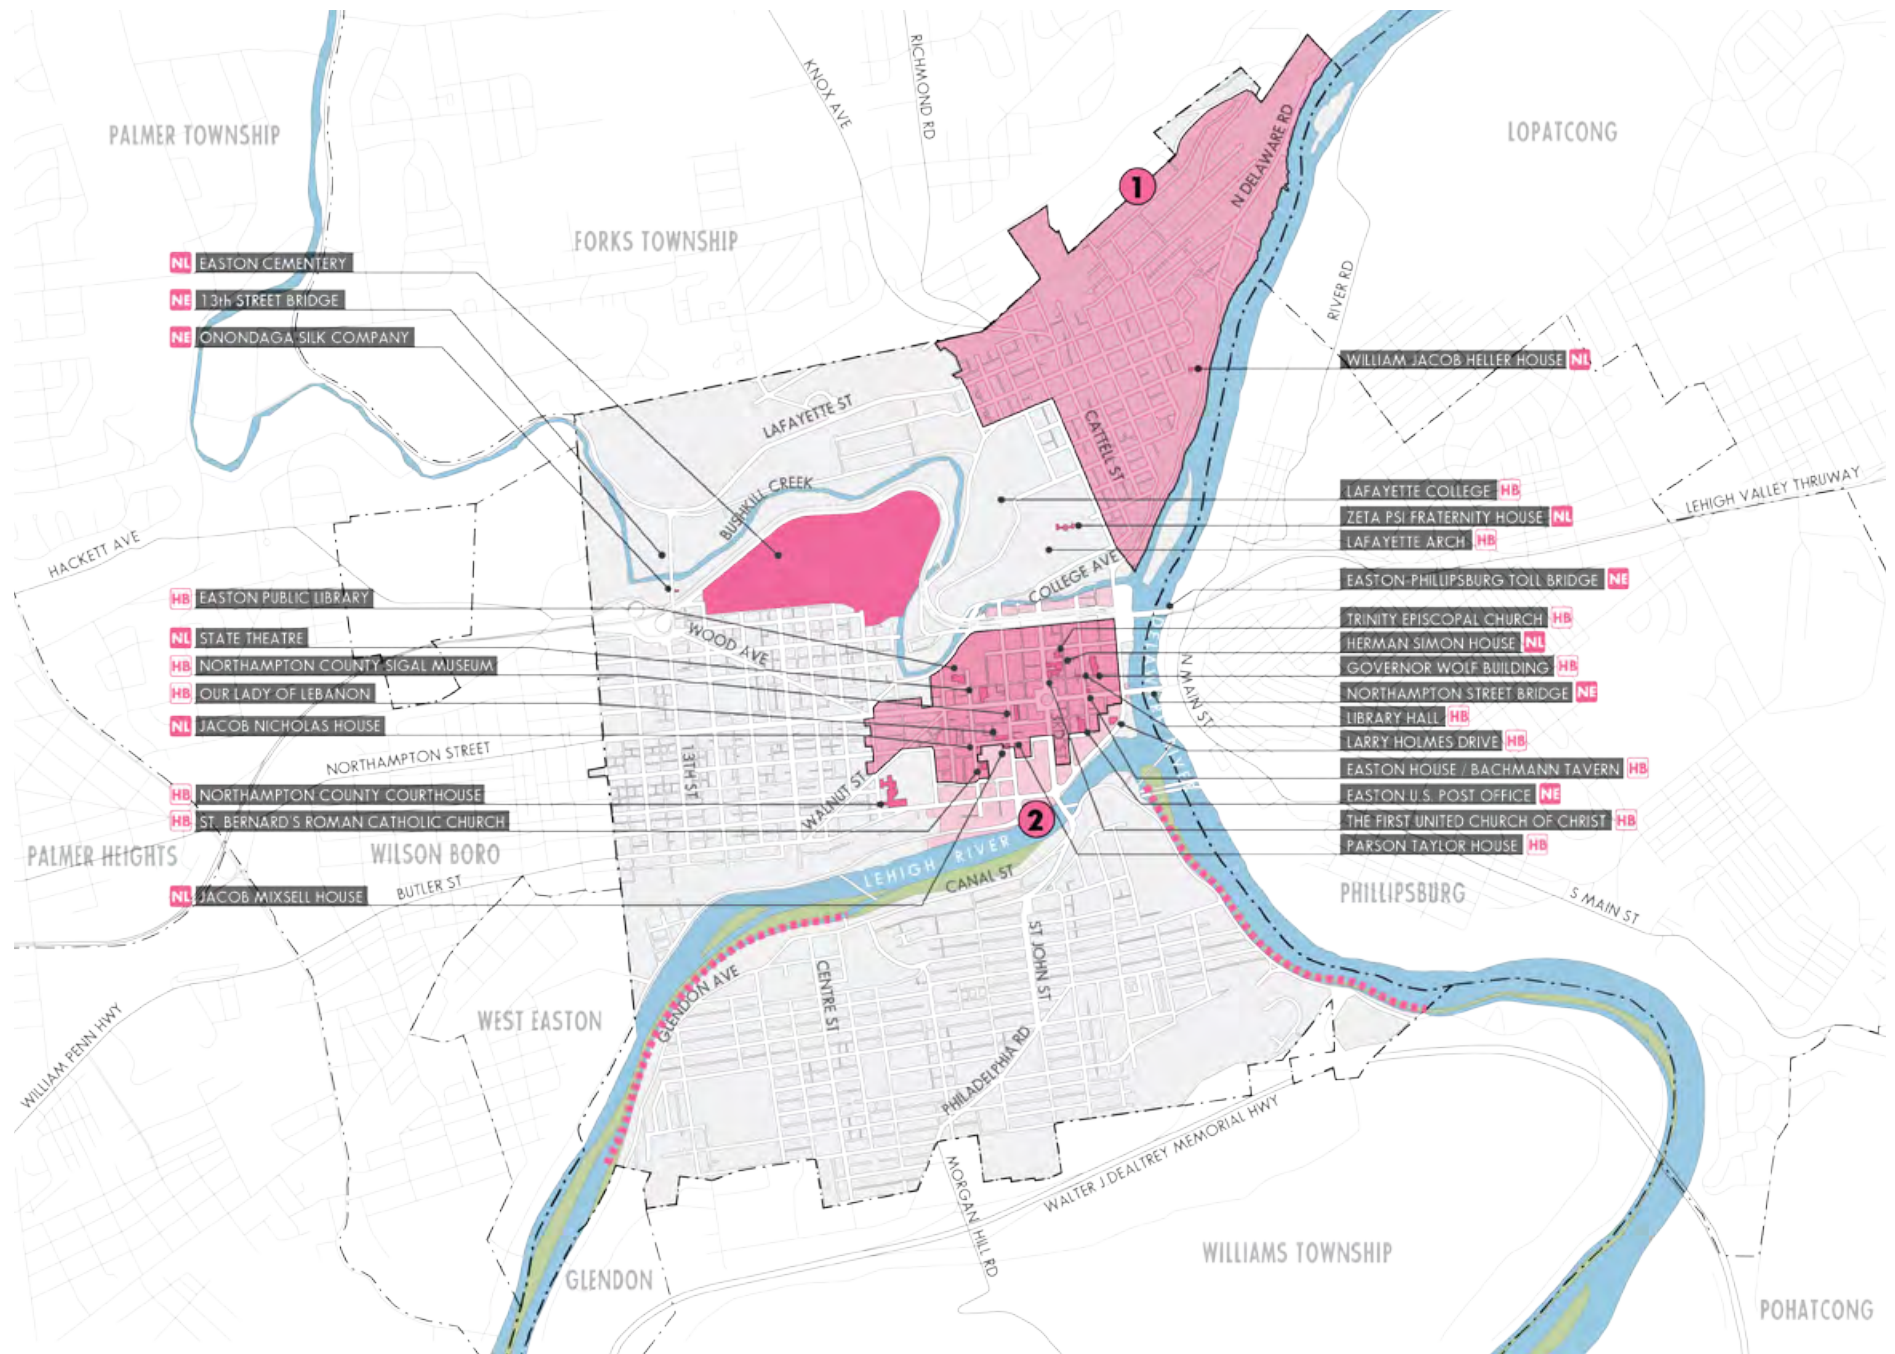 KNOX AVE
RICHMOND RD
PALMER TOWNSHIP
LOPATCONG
1
N DELAWARE RD
FORKS TOWNSHIP
RIVER RD
NL EASTON CEMENTERY
NE 13th STREET BRIDGE
NE ONONDAGA SILK COMPANY
WILLIAM JACOB HELLER HOUSE NL
LAFAYETTE ST
CATTELL ST
BUSHKILL CREEK
LEHIGH VALLEY THRUWAY
LAFAYETTE COLLEGE HB
ZETA PSI FRATERNITY HOUSE NL
LAFAYETTE ARCH HB
HACKETT AVE
COLLEGE AVE
EASTON-PHILLIPSBURG TOLL BRIDGE NE
HB EASTON PUBLIC LIBRARY
NL STATE THEATRE
HB NORTHAMPTON COUNTY SIGAL MUSEUM
HB OUR LADY OF LEBANON
NL JACOB NICHOLAS HOUSE
WOOD AVE
TRINITY EPISCOPAL CHURCH HB
HERMAN SIMON HOUSE NL
GOVERNOR WOLF BUILDING HB
NORTHAMPTON STREET BRIDGE NE
LIBRARY HALL HB
LARRY HOLMES DRIVE HB
EASTON HOUSE / BACHMANN TAVERN HB
EASTON U.S. POST OFFICE NE
THE FIRST UNITED CHURCH OF CHRIST HB
PARSON TAYLOR HOUSE HB
N MAIN ST
NORTHAMPTON STREET
13TH ST
WALNUT ST
HB NORTHAMPTON COUNTY COURTHOUSE
HB ST. BERNARD'S ROMAN CATHOLIC CHURCH
2
PALMER HEIGHTS
WILSON BORO
LEHIGH RIVER
CANAL ST
BUTLER ST
NL JACOB MIXSELL HOUSE
PHILLIPSBURG
S MAIN ST
ST JOHN ST
CENTRE ST
GLENDON AVE
WEST EASTON
WILLIAM PENN HWY
PHILADELPHIA RD
WALTER J.DEALTREY MEMORIAL HWY
MORGAN HILL RD
GLENDON
WILLIAMS TOWNSHIP
POHATCONG